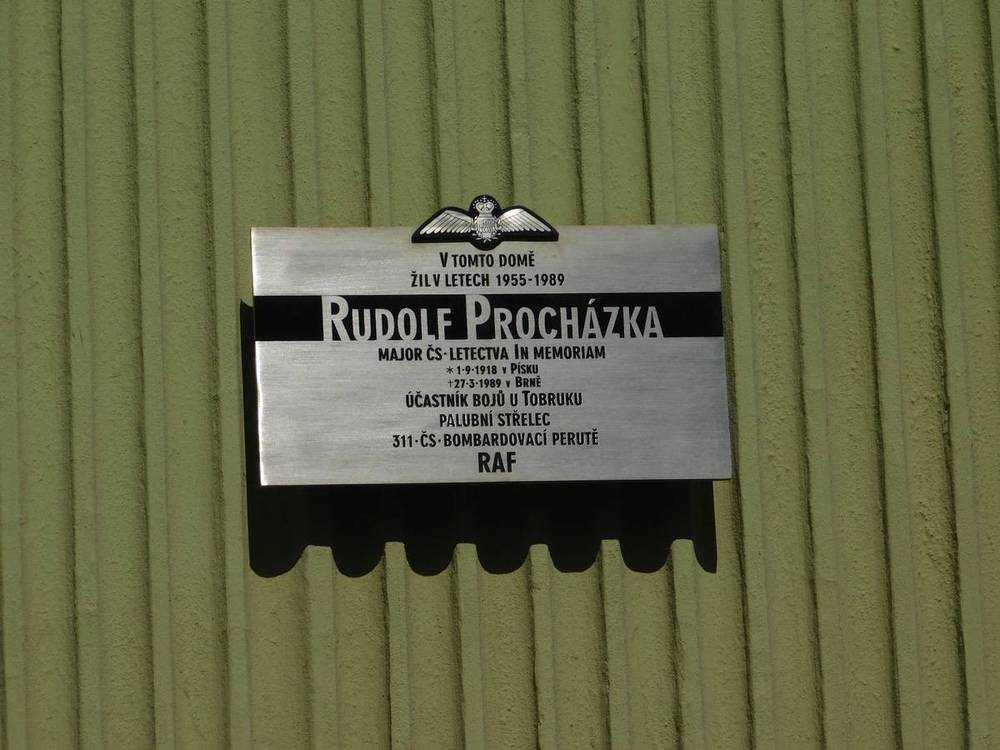 V TOMTO DOMĚ
ŽIL V LETECH 1955-1989
RUDOLF PROCHÁZKA
MAJOR ČS·LETECTVA IN MEMORIAM
*1·9·1918 v PÍSKU
†27·3·1989 v BRNĚ
ÚČASTNÍK BOJŮ U TOBRUKU
PALUBNÍ STŘELEC
311·ČS·BOMBARDOVACÍ PERUTĚ
RAF